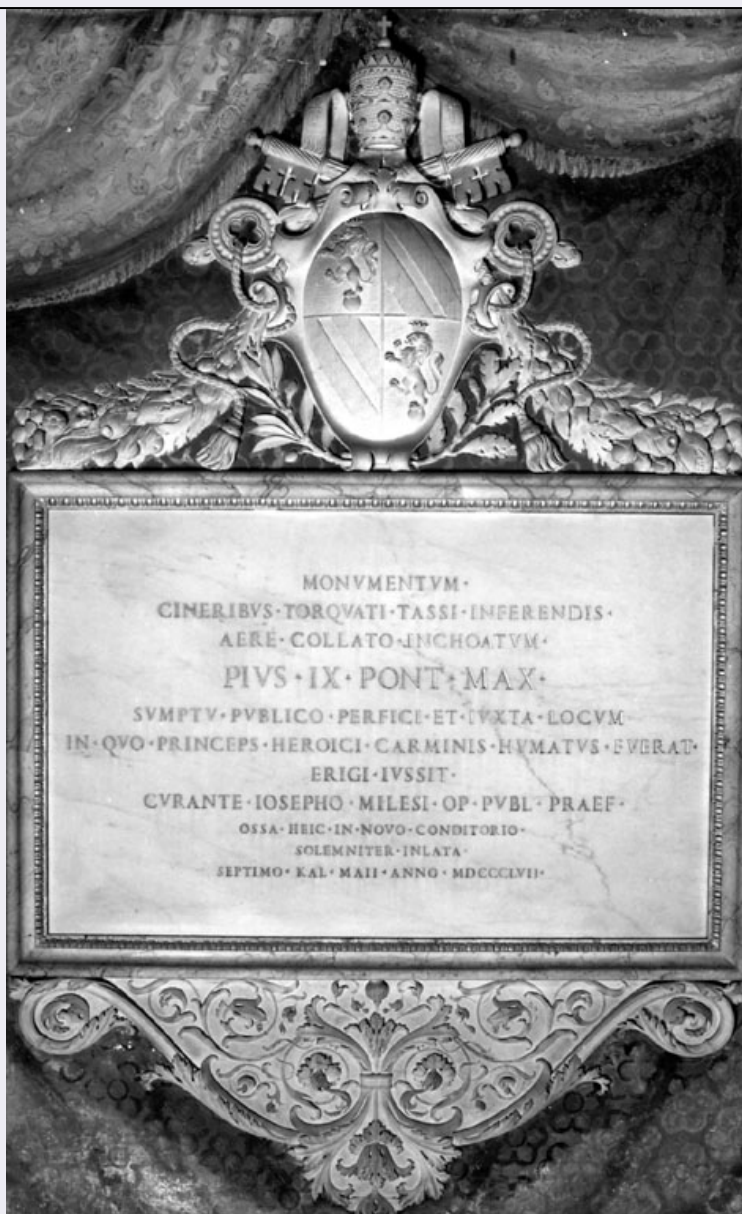 MONVMENTVM·
CINERIBVS·TORQVATI·TASSI·INFERENDIS·
AERE·COLLATO·INCHOATVM·
PIVS·IX·PONT·MAX·
SVMPTV·PVBLICO·PERFICI·ET·IVXTA·LOCVM
IN·QVO·PRINCEPS·HEROICI·CARMINIS·HVMATVS·FVERAT·
ERIGI·IVSSIT·
CVRANTE·IOSEPHO·MILESI·OP·PVBL·PRAEF·
OSSA·HEIC·IN·NOVO·CONDITORIO·
SOLEMNITER·INLATA·
SEPTIMO·KAL·MAII·ANNO·MDCCCLVII·